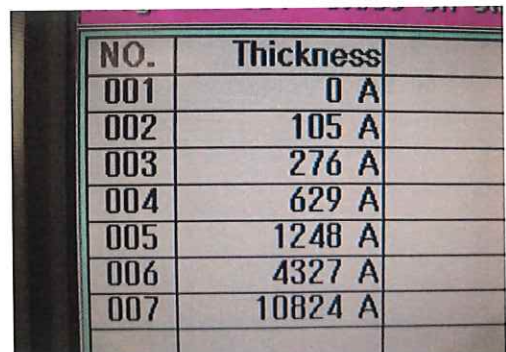 NO. Thickness
001 0 A
002 105 A
003 276 A
004 629 A
005 1248 A
006 4327 A
007 10824 A